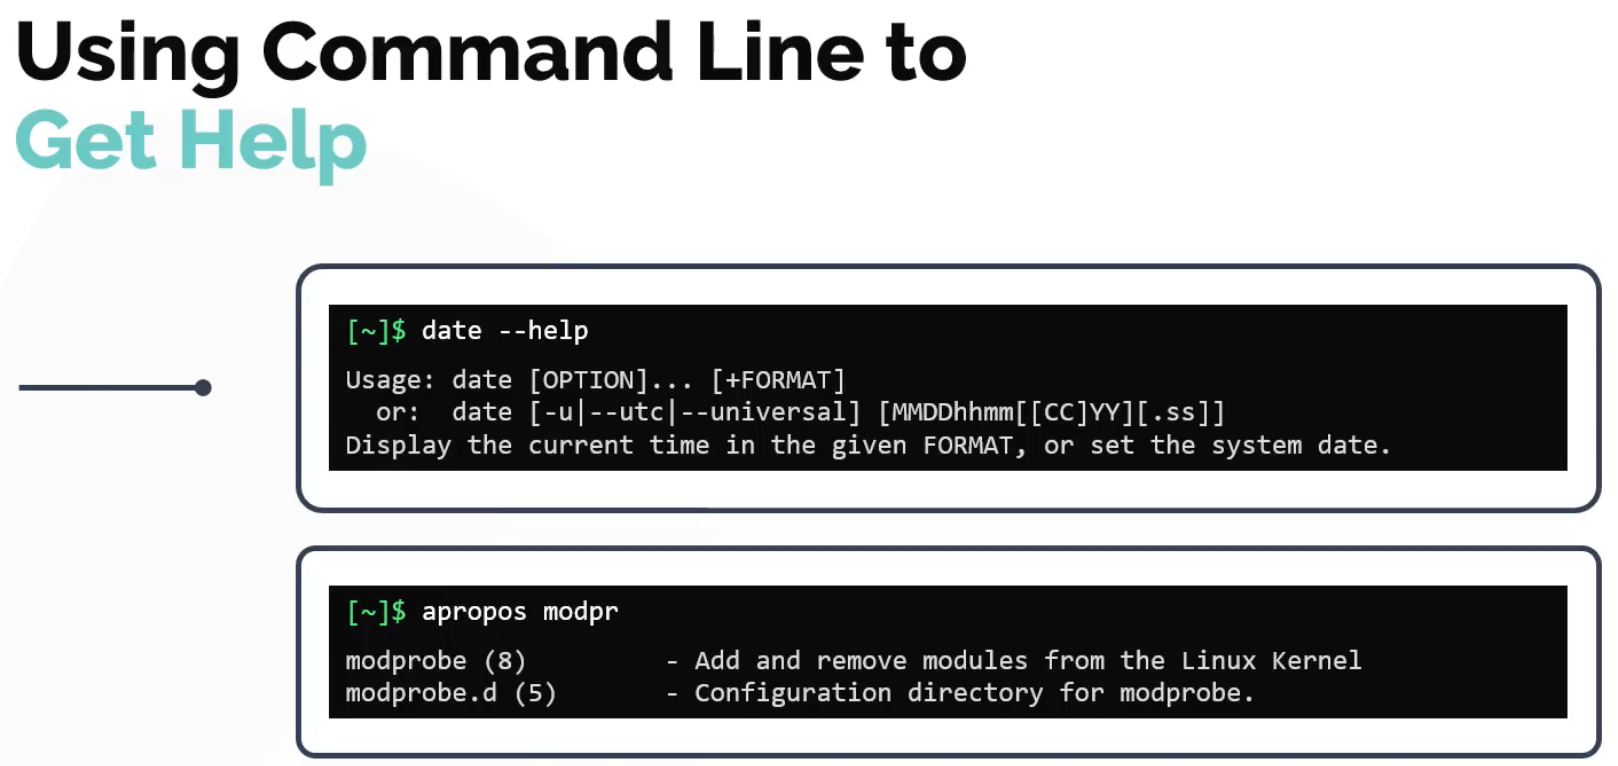 Using Command Line to
Get Help
[~]$ date --help
Usage: date [OPTION]... [+FORMAT]
  or:  date [-u|--utc|--universal] [MMDDhhmm[[CC]YY][.ss]]
Display the current time in the given FORMAT, or set the system date.
[~]$ apropos modpr
modprobe (8)         - Add and remove modules from the Linux Kernel
modprobe.d (5)       - Configuration directory for modprobe.